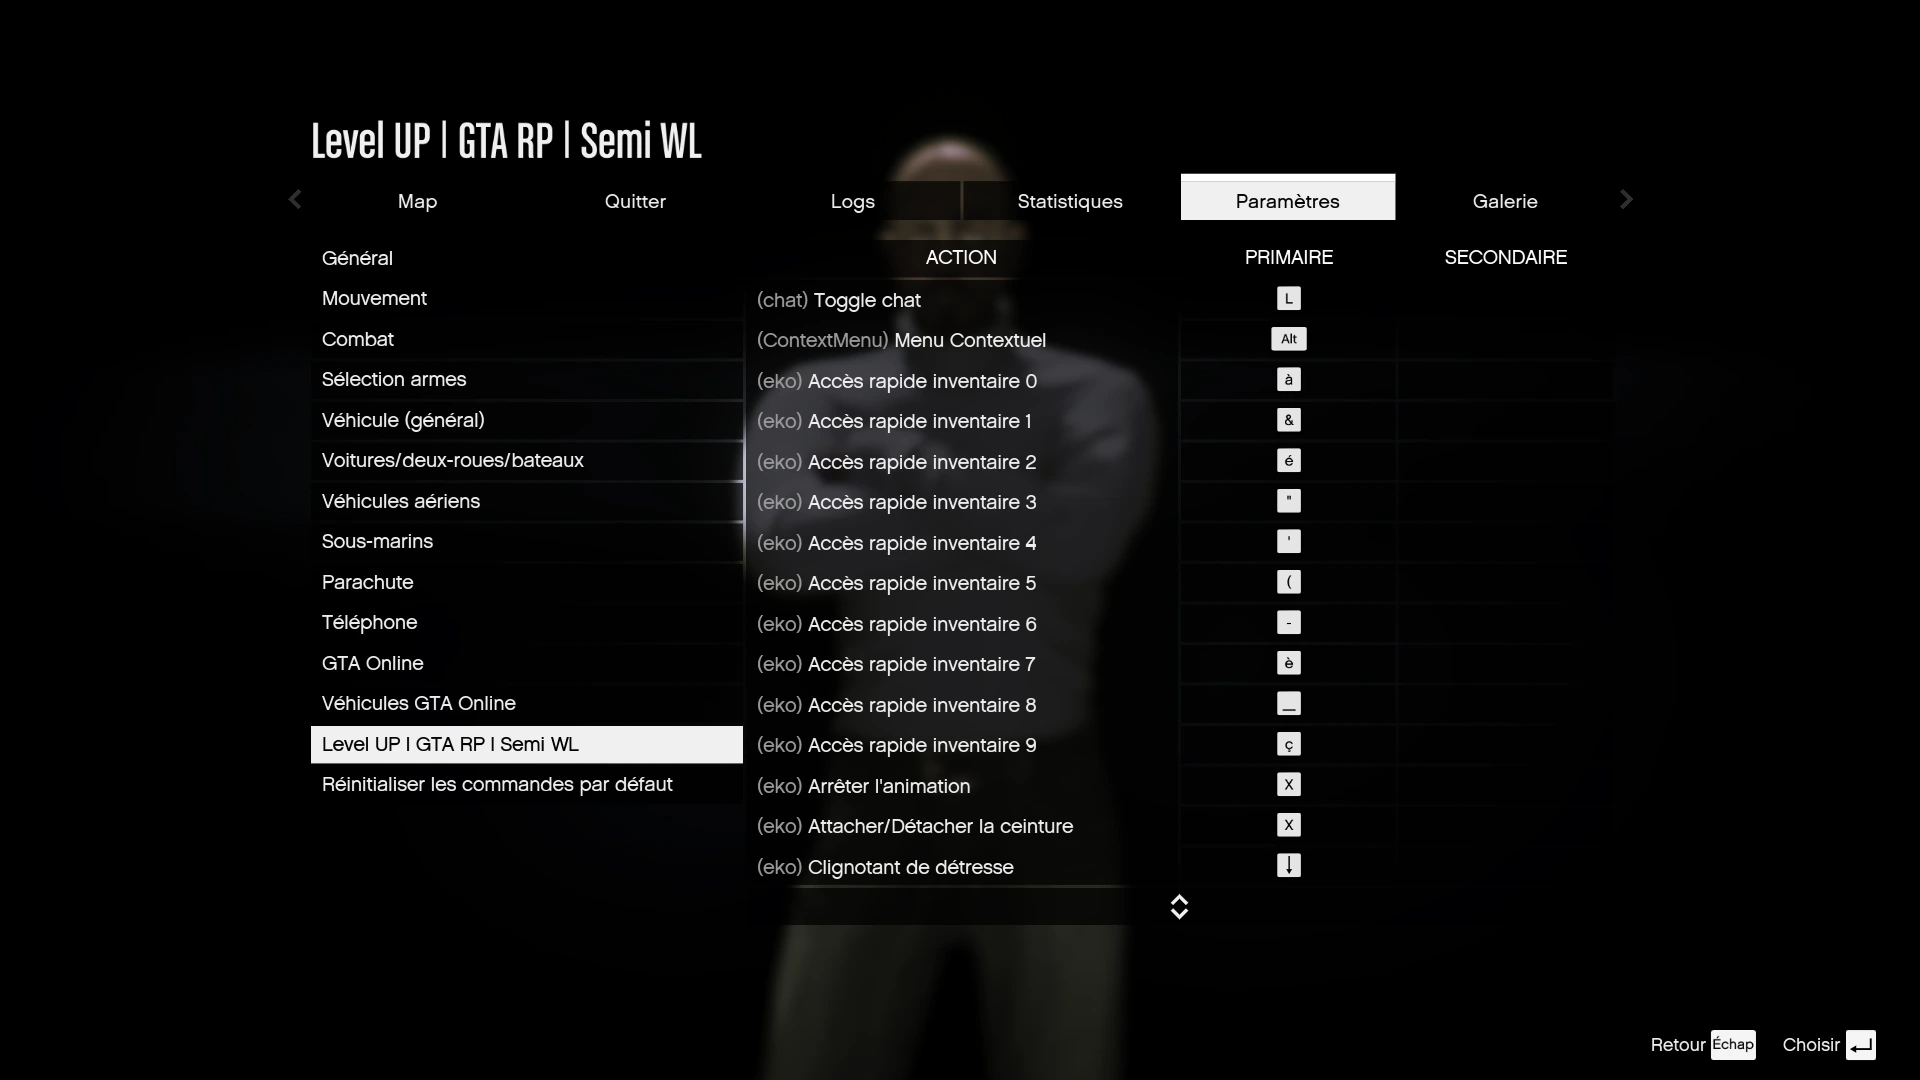 Level UP | GTA RP | Semi WL
Map Quitter Logs Statistiques Paramètres Galerie
Général ACTION PRIMAIRE SECONDAIRE
Mouvement (chat) Toggle chat L
Combat (ContextMenu) Menu Contextuel Alt
Sélection armes (eko) Accès rapide inventaire 0 à
Véhicule (général) (eko) Accès rapide inventaire 1 &
Voitures/deux-roues/bateaux (eko) Accès rapide inventaire 2 é
Véhicules aériens (eko) Accès rapide inventaire 3 "
Sous-marins (eko) Accès rapide inventaire 4 '
Parachute (eko) Accès rapide inventaire 5 (
Téléphone (eko) Accès rapide inventaire 6 -
GTA Online (eko) Accès rapide inventaire 7 è
Véhicules GTA Online (eko) Accès rapide inventaire 8 _
Level UP | GTA RP | Semi WL (eko) Accès rapide inventaire 9 ç
Réinitialiser les commandes par défaut (eko) Arrêter l'animation X
(eko) Attacher/Détacher la ceinture X
(eko) Clignotant de détresse ↓
Retour Échap Choisir ↵